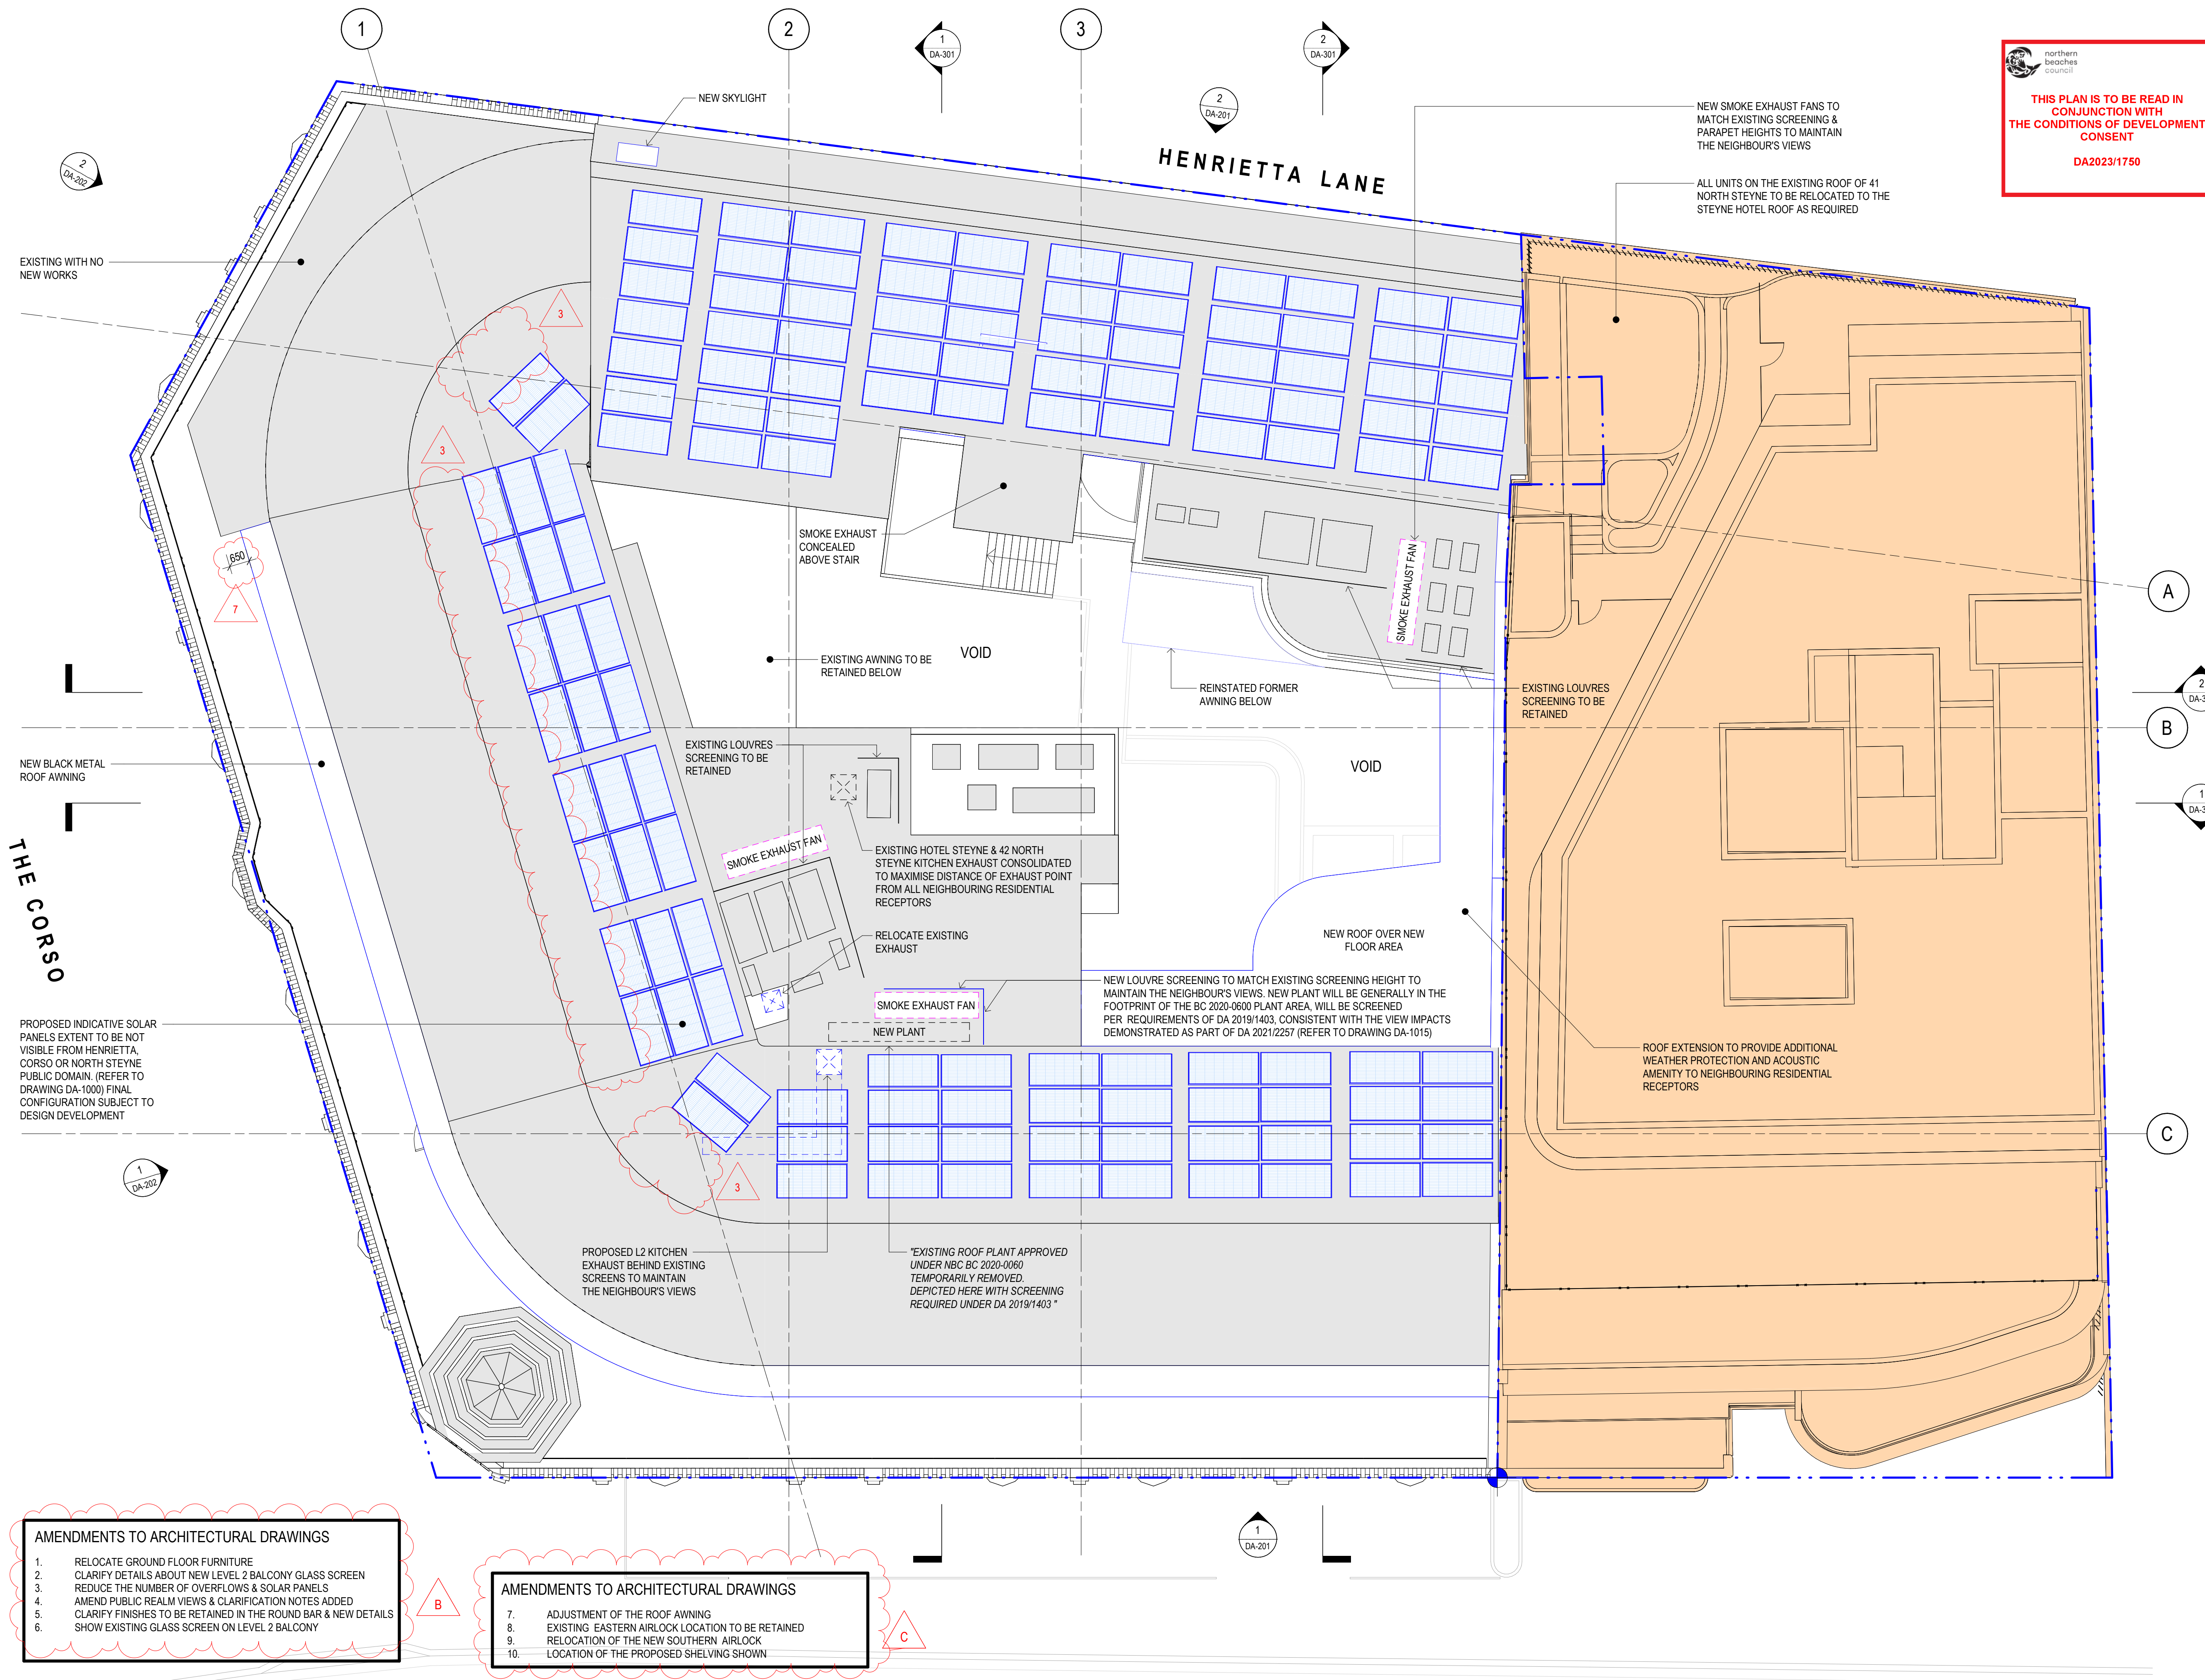 1
2
3
1
DA-301
2
DA-301
2
DA-201
2
DA-202
HENRIETTA LANE
NEW SKYLIGHT
NEW SMOKE EXHAUST FANS TO
MATCH EXISTING SCREENING &
PARAPET HEIGHTS TO MAINTAIN
THE NEIGHBOUR'S VIEWS
ALL UNITS ON THE EXISTING ROOF OF 41
NORTH STEYNE TO BE RELOCATED TO THE
STEYNE HOTEL ROOF AS REQUIRED
northern
beaches
council
THIS PLAN IS TO BE READ IN
CONJUNCTION WITH
THE CONDITIONS OF DEVELOPMENT
CONSENT
DA2023/1750
EXISTING WITH NO
NEW WORKS
3
3
650
7
SMOKE EXHAUST
CONCEALED
ABOVE STAIR
SMOKE EXHAUST FAN
A
EXISTING AWNING TO BE
RETAINED BELOW
VOID
REINSTATED FORMER
AWNING BELOW
EXISTING LOUVRES
SCREENING TO BE
RETAINED
2
B
NEW BLACK METAL
ROOF AWNING
EXISTING LOUVRES
SCREENING TO BE
RETAINED
VOID
1
THE CORSO
SMOKE EXHAUST FAN
EXISTING HOTEL STEYNE & 42 NORTH
STEYNE KITCHEN EXHAUST CONSOLIDATED
TO MAXIMISE DISTANCE OF EXHAUST POINT
FROM ALL NEIGHBOURING RESIDENTIAL
RECEPTORS
RELOCATE EXISTING
EXHAUST
NEW ROOF OVER NEW
FLOOR AREA
NEW LOUVRE SCREENING TO MATCH EXISTING SCREENING HEIGHT TO
MAINTAIN THE NEIGHBOUR'S VIEWS. NEW PLANT WILL BE GENERALLY IN THE
FOOTPRINT OF THE BC 2020-0600 PLANT AREA, WILL BE SCREENED
PER REQUIREMENTS OF DA 2019/1403, CONSISTENT WITH THE VIEW IMPACTS
DEMONSTRATED AS PART OF DA 2021/2257 (REFER TO DRAWING DA-1015)
SMOKE EXHAUST FAN
NEW PLANT
PROPOSED INDICATIVE SOLAR
PANELS EXTENT TO BE NOT
VISIBLE FROM HENRIETTA,
CORSO OR NORTH STEYNE
PUBLIC DOMAIN. (REFER TO
DRAWING DA-1000) FINAL
CONFIGURATION SUBJECT TO
DESIGN DEVELOPMENT
ROOF EXTENSION TO PROVIDE ADDITIONAL
WEATHER PROTECTION AND ACOUSTIC
AMENITY TO NEIGHBOURING RESIDENTIAL
RECEPTORS
C
1
DA-202
3
PROPOSED L2 KITCHEN
EXHAUST BEHIND EXISTING
SCREENS TO MAINTAIN
THE NEIGHBOUR'S VIEWS
"EXISTING ROOF PLANT APPROVED
UNDER NBC BC 2020-0060
TEMPORARILY REMOVED.
DEPICTED HERE WITH SCREENING
REQUIRED UNDER DA 2019/1403 "
1
DA-201
AMENDMENTS TO ARCHITECTURAL DRAWINGS
1. RELOCATE GROUND FLOOR FURNITURE
2. CLARIFY DETAILS ABOUT NEW LEVEL 2 BALCONY GLASS SCREEN
3. REDUCE THE NUMBER OF OVERFLOWS & SOLAR PANELS
4. AMEND PUBLIC REALM VIEWS & CLARIFICATION NOTES ADDED
5. CLARIFY FINISHES TO BE RETAINED IN THE ROUND BAR & NEW DETAILS
6. SHOW EXISTING GLASS SCREEN ON LEVEL 2 BALCONY
B
AMENDMENTS TO ARCHITECTURAL DRAWINGS
7. ADJUSTMENT OF THE ROOF AWNING
8. EXISTING EASTERN AIRLOCK LOCATION TO BE RETAINED
9. RELOCATION OF THE NEW SOUTHERN AIRLOCK
10. LOCATION OF THE PROPOSED SHELVING SHOWN
C